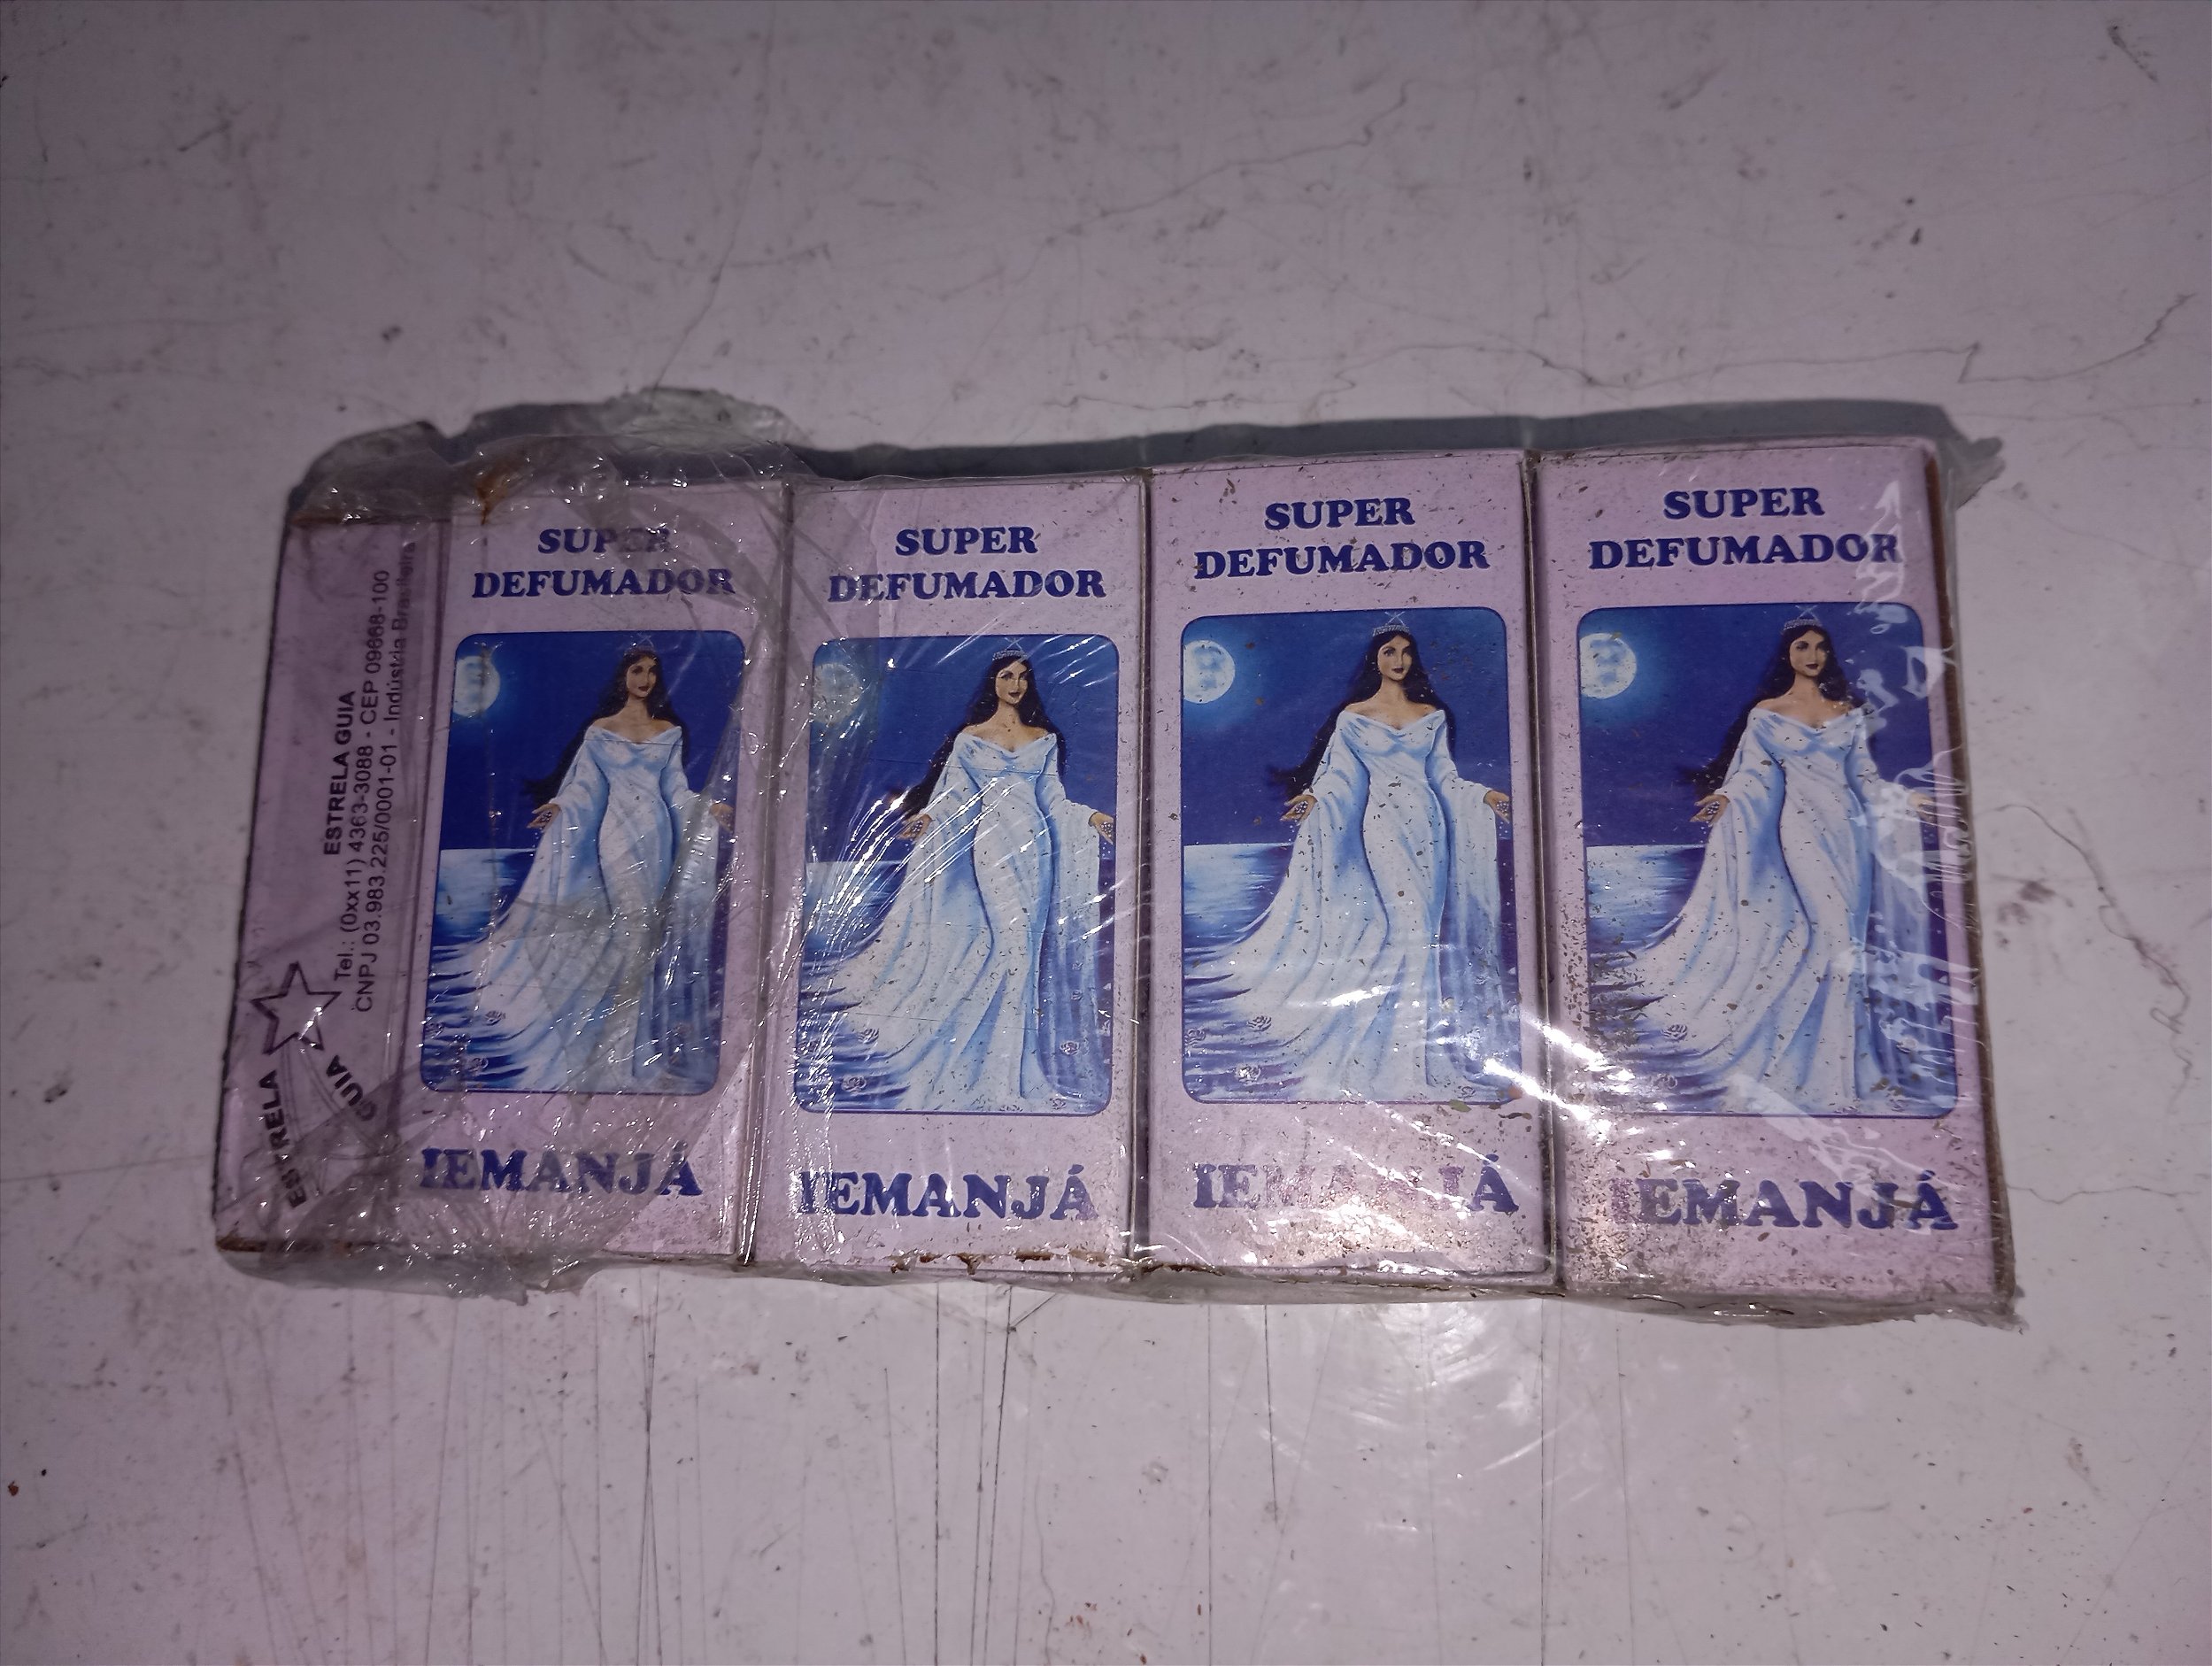 ESTRELA GUIA
Tel.: (0xx11) 4363-3088 - CEP 09668-100
CNPJ 03.983.225/0001-01 - Indústria Brasileira
ESTRELA
GUIA
SUPER
DEFUMADOR
IEMANJÁ
SUPER
DEFUMADOR
IEMANJÁ
SUPER
DEFUMADOR
IEMANJÁ
SUPER
DEFUMADOR
IEMANJÁ